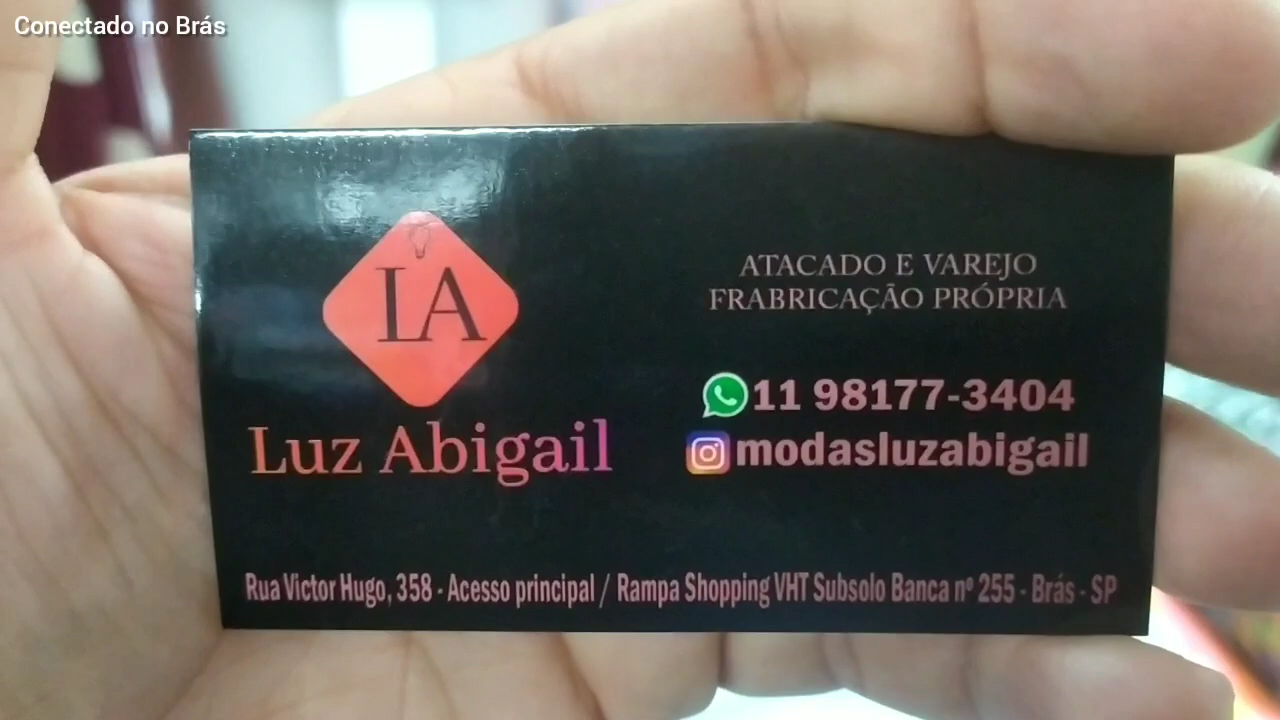 Conectado no Brás
LA
Luz Abigail
ATACADO E VAREJO
FRABRICAÇÃO PRÓPRIA
11 98177-3404
modasluzabigail
Rua Victor Hugo, 358 - Acesso principal / Rampa Shopping VHT Subsolo Banca nº 255 - Brás - SP